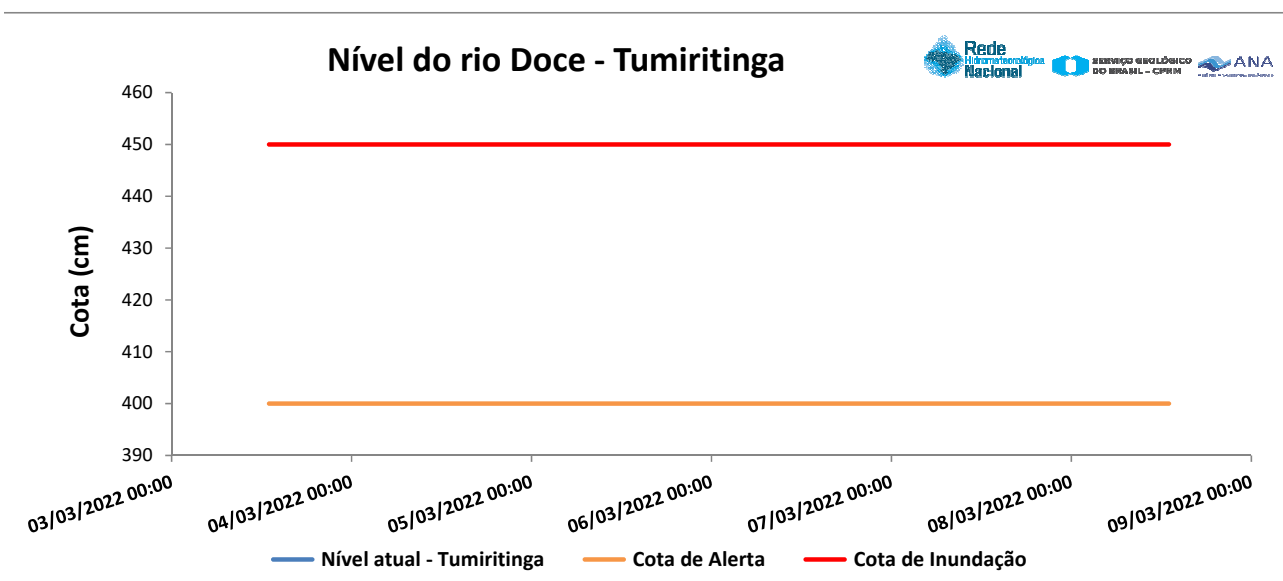 Nível do rio Doce - Tumiritinga
Rede
Hidrometeorológica
Nacional
SERVIÇO GEOLÓGICO
DO BRASIL – CPRM
ANA
460
450
440
430
420
410
400
390
Cota (cm)
03/03/2022 00:00
04/03/2022 00:00
05/03/2022 00:00
06/03/2022 00:00
07/03/2022 00:00
08/03/2022 00:00
09/03/2022 00:00
Nível atual - Tumiritinga
Cota de Alerta
Cota de Inundação